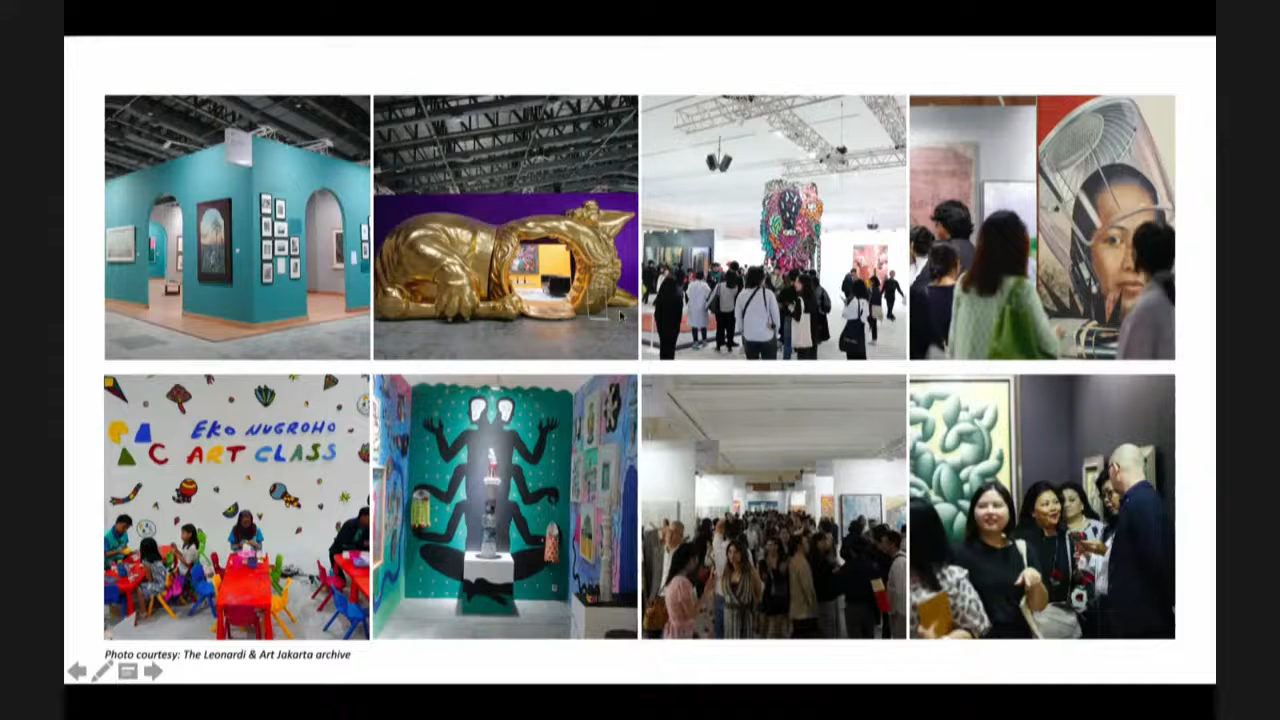 EKO NUGROHO
ART CLASS
Photo courtesy: The Leonardi & Art Jakarta archive